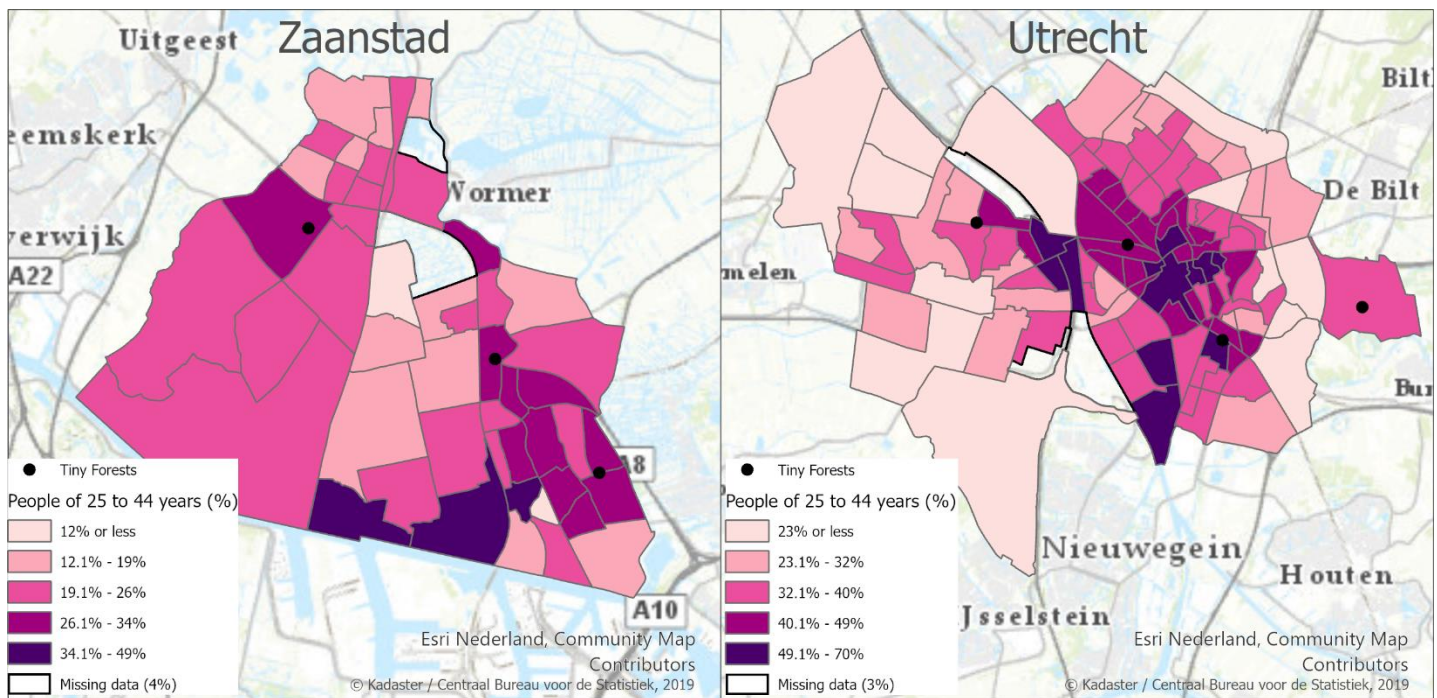 Zaanstad
Uitgeest
eemskerk
Wormer
erwijk
A22
A8
A10
Tiny Forests
People of 25 to 44 years (%)
12% or less
12.1% - 19%
19.1% - 26%
26.1% - 34%
34.1% - 49%
Missing data (4%)
Esri Nederland, Community Map
Contributors
© Kadaster / Centraal Bureau voor de Statistiek, 2019
Utrecht
Bilt
De Bilt
melen
Bun
Nieuwegein
Houten
Jsselstein
Tiny Forests
People of 25 to 44 years (%)
23% or less
23.1% - 32%
32.1% - 40%
40.1% - 49%
49.1% - 70%
Missing data (3%)
Esri Nederland, Community Map
Contributors
© Kadaster / Centraal Bureau voor de Statistiek, 2019